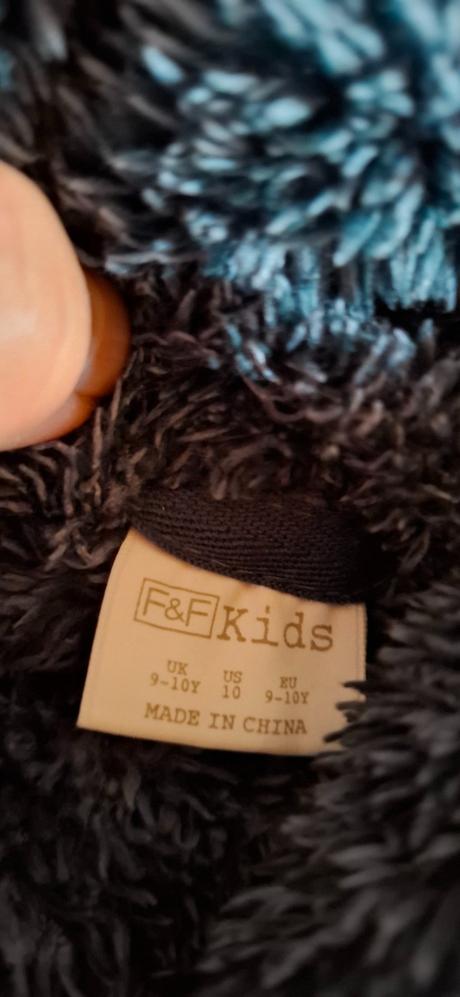 F&F Kids
UK US EU
9-10Y 10 9-10Y
MADE IN CHINA